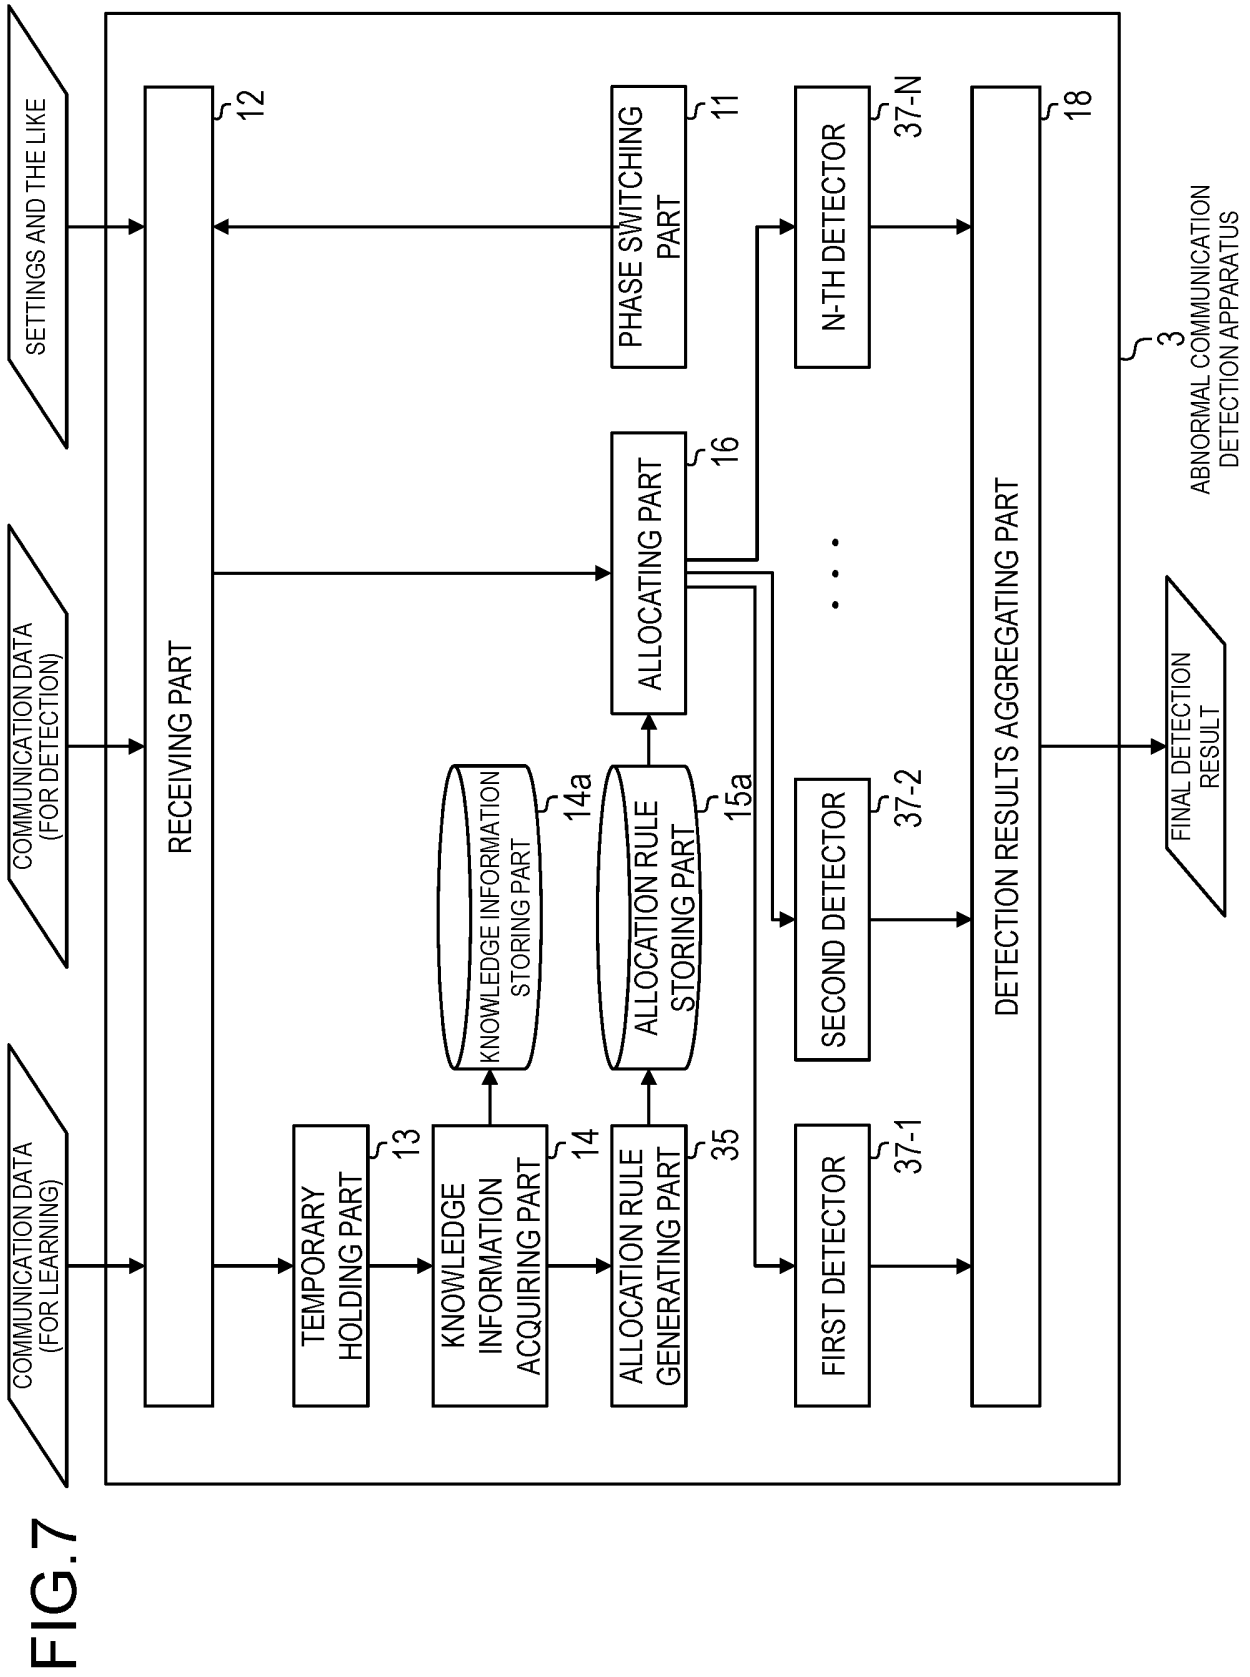 FIG.7
COMMUNICATION DATA
(FOR LEARNING)
COMMUNICATION DATA
(FOR DETECTION)
SETTINGS AND THE LIKE
RECEIVING PART
12
TEMPORARY
HOLDING PART
13
KNOWLEDGE
INFORMATION
ACQUIRING PART
14
KNOWLEDGE INFORMATION
STORING PART
14a
ALLOCATION RULE
GENERATING PART
35
ALLOCATION RULE
STORING PART
15a
ALLOCATING PART
16
PHASE SWITCHING
PART
11
FIRST DETECTOR
37-1
SECOND DETECTOR
37-2
N-TH DETECTOR
37-N
DETECTION RESULTS AGGREGATING PART
18
3
ABNORMAL COMMUNICATION
DETECTION APPARATUS
FINAL DETECTION
RESULT